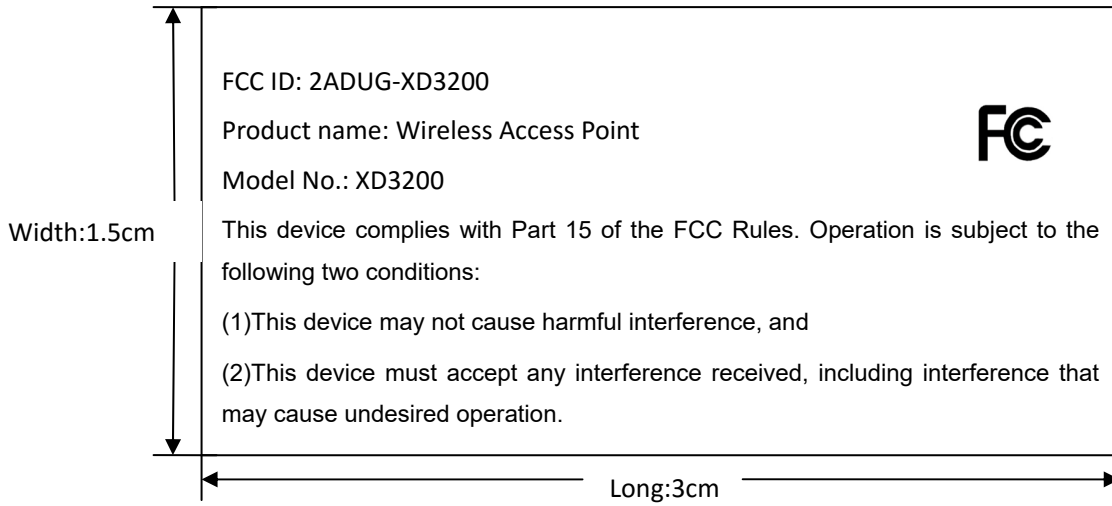 FCC ID: 2ADUG-XD3200
Product name: Wireless Access Point
FC
Model No.: XD3200
Width:1.5cm
This device complies with Part 15 of the FCC Rules. Operation is subject to the
following two conditions:
(1)This device may not cause harmful interference, and
(2)This device must accept any interference received, including interference that
may cause undesired operation.
Long:3cm